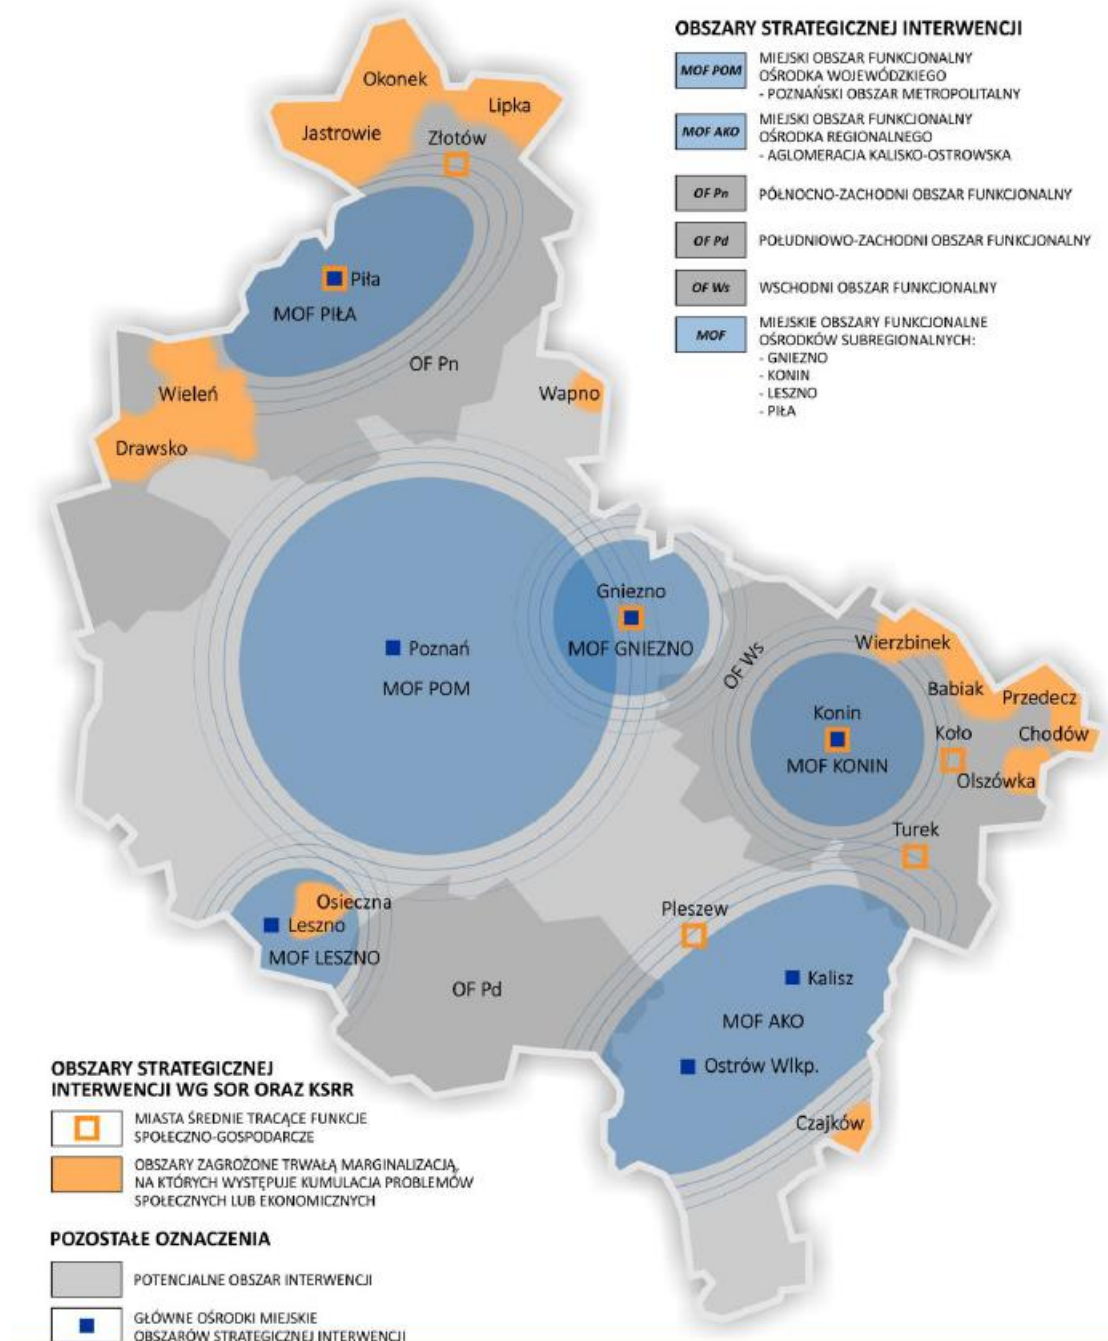 OBSZARY STRATEGICZNEJ INTERWENCJI
MOF POM
MIEJSKI OBSZAR FUNKCJONALNY
OŚRODKA WOJEWÓDZKIEGO
- POZNAŃSKI OBSZAR METROPOLITALNY
MOF AKO
MIEJSKI OBSZAR FUNKCJONALNY
OŚRODKA REGIONALNEGO
- AGLOMERACJA KALISKO-OSTROWSKA
OF Pn
PÓŁNOCNO-ZACHODNI OBSZAR FUNKCJONALNY
OF Pd
POŁUDNIOWO-ZACHODNI OBSZAR FUNKCJONALNY
OF Ws
WSCHODNI OBSZAR FUNKCJONALNY
MOF
MIEJSKIE OBSZARY FUNKCJONALNE
OŚRODKÓW SUBREGIONALNYCH:
- GNIEZNO
- KONIN
- LESZNO
- PIŁA
Okonek
Lipka
Jastrowie
Złotów
Piła
MOF PIŁA
OF Pn
Wieleń
Wapno
Drawsko
Gniezno
MOF GNIEZNO
Poznań
MOF POM
OF Ws
Wierzbinek
Babiak
Przedecz
Konin
Koło
Chodów
MOF KONIN
Olszówka
Turek
Osieczna
Leszno
MOF LESZNO
Pleszew
Kalisz
OF Pd
MOF AKO
Ostrów Wlkp.
Czajków
OBSZARY STRATEGICZNEJ
INTERWENCJI WG SOR ORAZ KSRR
MIASTA ŚREDNIE TRACĄCE FUNKCJE
SPOŁECZNO-GOSPODARCZE
OBSZARY ZAGROŻONE TRWAŁĄ MARGINALIZACJĄ,
NA KTÓRYCH WYSTĘPUJE KUMULACJA PROBLEMÓW
SPOŁECZNYCH LUB EKONOMICZNYCH
POZOSTAŁE OZNACZENIA
POTENCJALNE OBSZAR INTERWENCJI
GŁÓWNE OŚRODKI MIEJSKIE
OBSZARÓW STRATEGICZNEJ INTERWENCJI